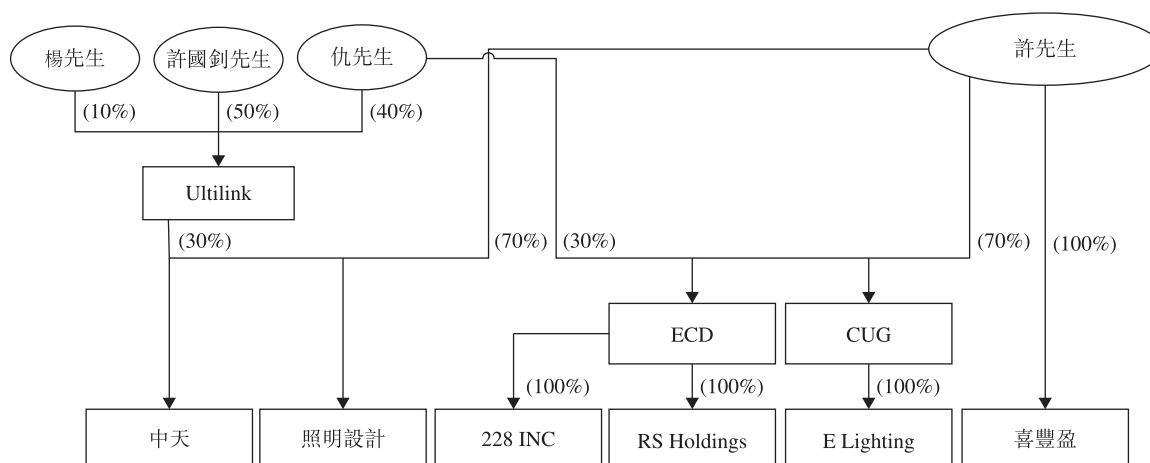 楊先生
許國釗先生
仇先生
許先生
(10%)
(50%)
(40%)
Ultilink
(30%)
(70%)
(30%)
(70%)
(100%)
ECD
CUG
(100%)
(100%)
(100%)
中天
照明設計
228 INC
RS Holdings
E Lighting
喜豐盈